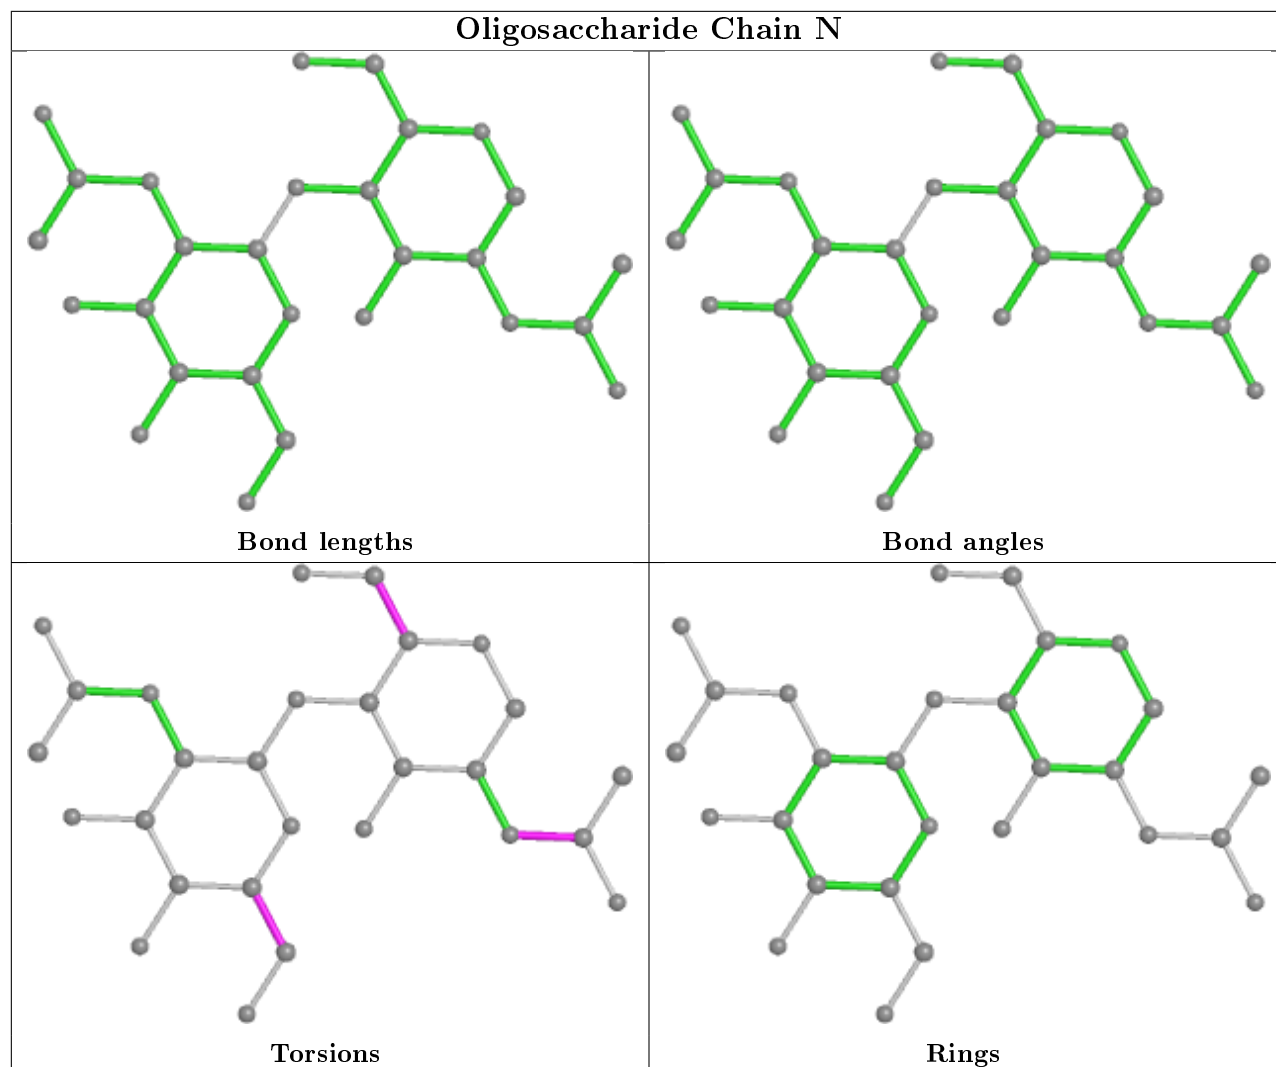 Oligosaccharide Chain N
Bond lengths
Bond angles
Torsions
Rings